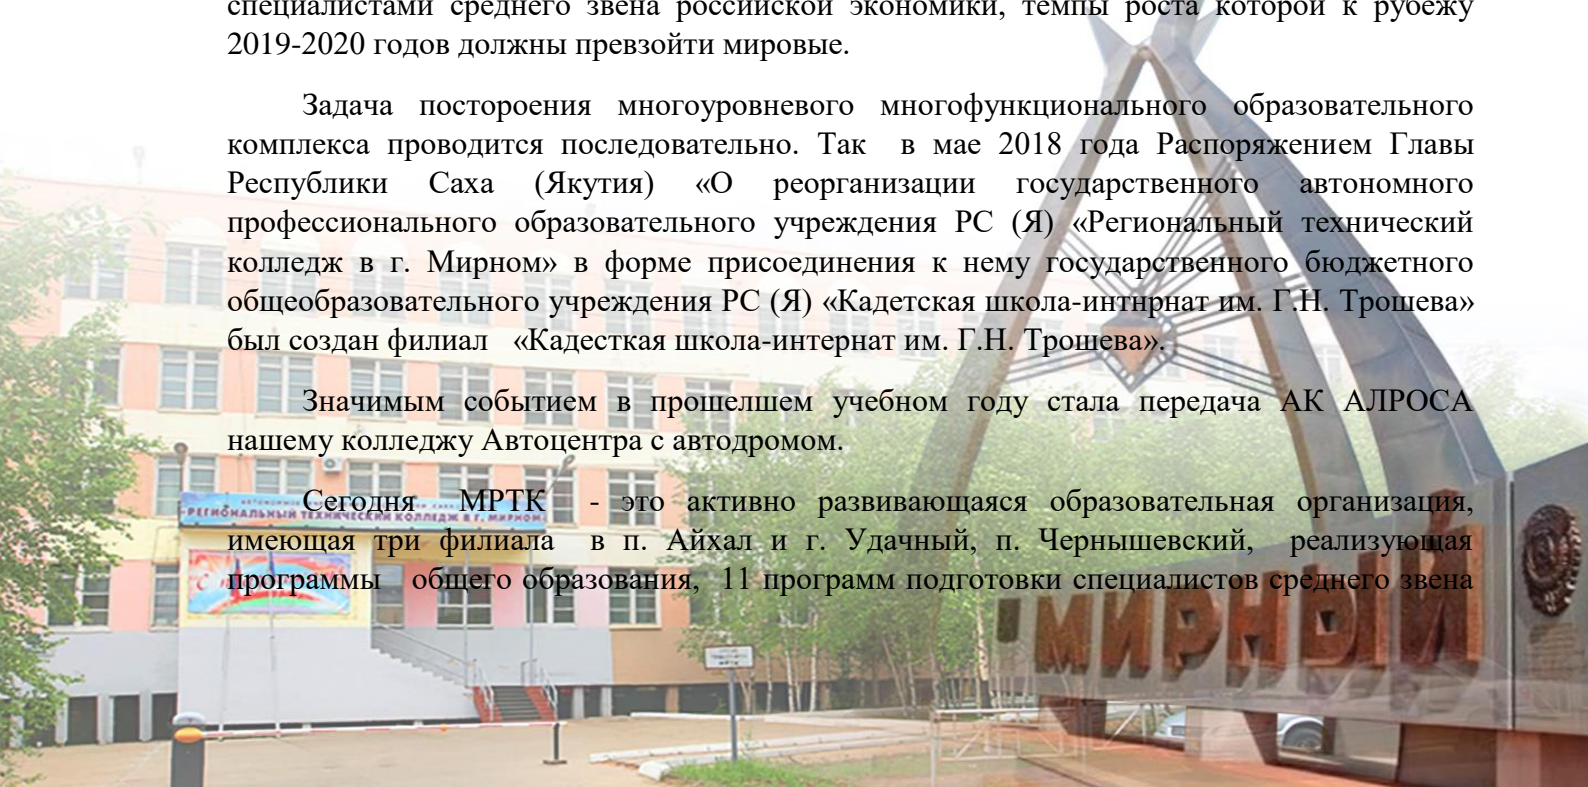 специалистами среднего звена российской экономики, темпы роста которой к рубежу
2019-2020 годов должны превзойти мировые.
Задача постороения многоуровневого многофункционального образовательного
комплекса проводится последовательно. Так в мае 2018 года Распоряжением Главы
Республики Саха (Якутия) «О реорганизации государственного автономного
профессионального образовательного учреждения РС (Я) «Региональный технический
колледж в г. Мирном» в форме присоединения к нему государственного бюджетного
общеобразовательного учреждения РС (Я) «Кадетская школа-интнрнат им. Г.Н. Трошева»
был создан филиал «Кадесткая школа-интернат им. Г.Н. Трошева».
Значимым событием в прошелшем учебном году стала передача АК АЛРОСА
нашему колледжу Автоцентра с автодромом.
Сегодня МРТК - это активно развивающаяся образовательная организация,
имеющая три филиала в п. Айхал и г. Удачный, п. Чернышевский, реализующая
программы общего образования, 11 программ подготовки специалистов среднего звена
РЕГИОНАЛЬНЫЙ ТЕХНИЧЕСКИЙ КОЛЛЕДЖ В Г. МИРНОМ
МИРНЫЙ